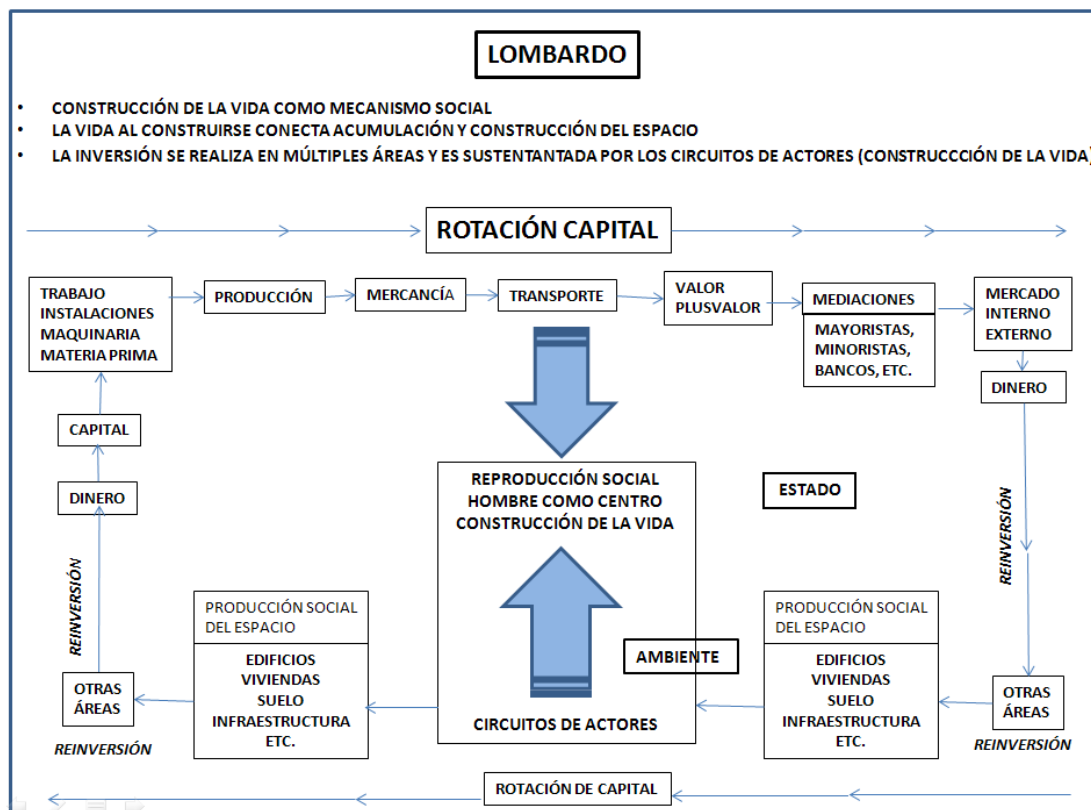 LOMBARDO
• CONSTRUCCIÓN DE LA VIDA COMO MECANISMO SOCIAL
• LA VIDA AL CONSTRUIRSE CONECTA ACUMULACIÓN Y CONSTRUCCIÓN DEL ESPACIO
• LA INVERSIÓN SE REALIZA EN MÚLTIPLES ÁREAS Y ES SUSTENTANTADA POR LOS CIRCUITOS DE ACTORES (CONSTRUCCCIÓN DE LA VIDA)
ROTACIÓN CAPITAL
TRABAJO
INSTALACIONES
MAQUINARIA
MATERIA PRIMA
PRODUCCIÓN
MERCANCÍA
TRANSPORTE
VALOR
PLUSVALOR
MEDIACIONES
MAYORISTAS,
MINORISTAS,
BANCOS, ETC.
MERCADO
INTERNO
EXTERNO
DINERO
CAPITAL
DINERO
REINVERSIÓN
REPRODUCCIÓN SOCIAL
HOMBRE COMO CENTRO
CONSTRUCCIÓN DE LA VIDA
ESTADO
REINVERSIÓN
PRODUCCIÓN SOCIAL
DEL ESPACIO
EDIFICIOS
VIVIENDAS
SUELO
INFRAESTRUCTURA
ETC.
AMBIENTE
CIRCUITOS DE ACTORES
PRODUCCIÓN SOCIAL
DEL ESPACIO
EDIFICIOS
VIVIENDAS
SUELO
INFRAESTRUCTURA
ETC.
OTRAS
ÁREAS
REINVERSIÓN
OTRAS
ÁREAS
REINVERSIÓN
ROTACIÓN DE CAPITAL